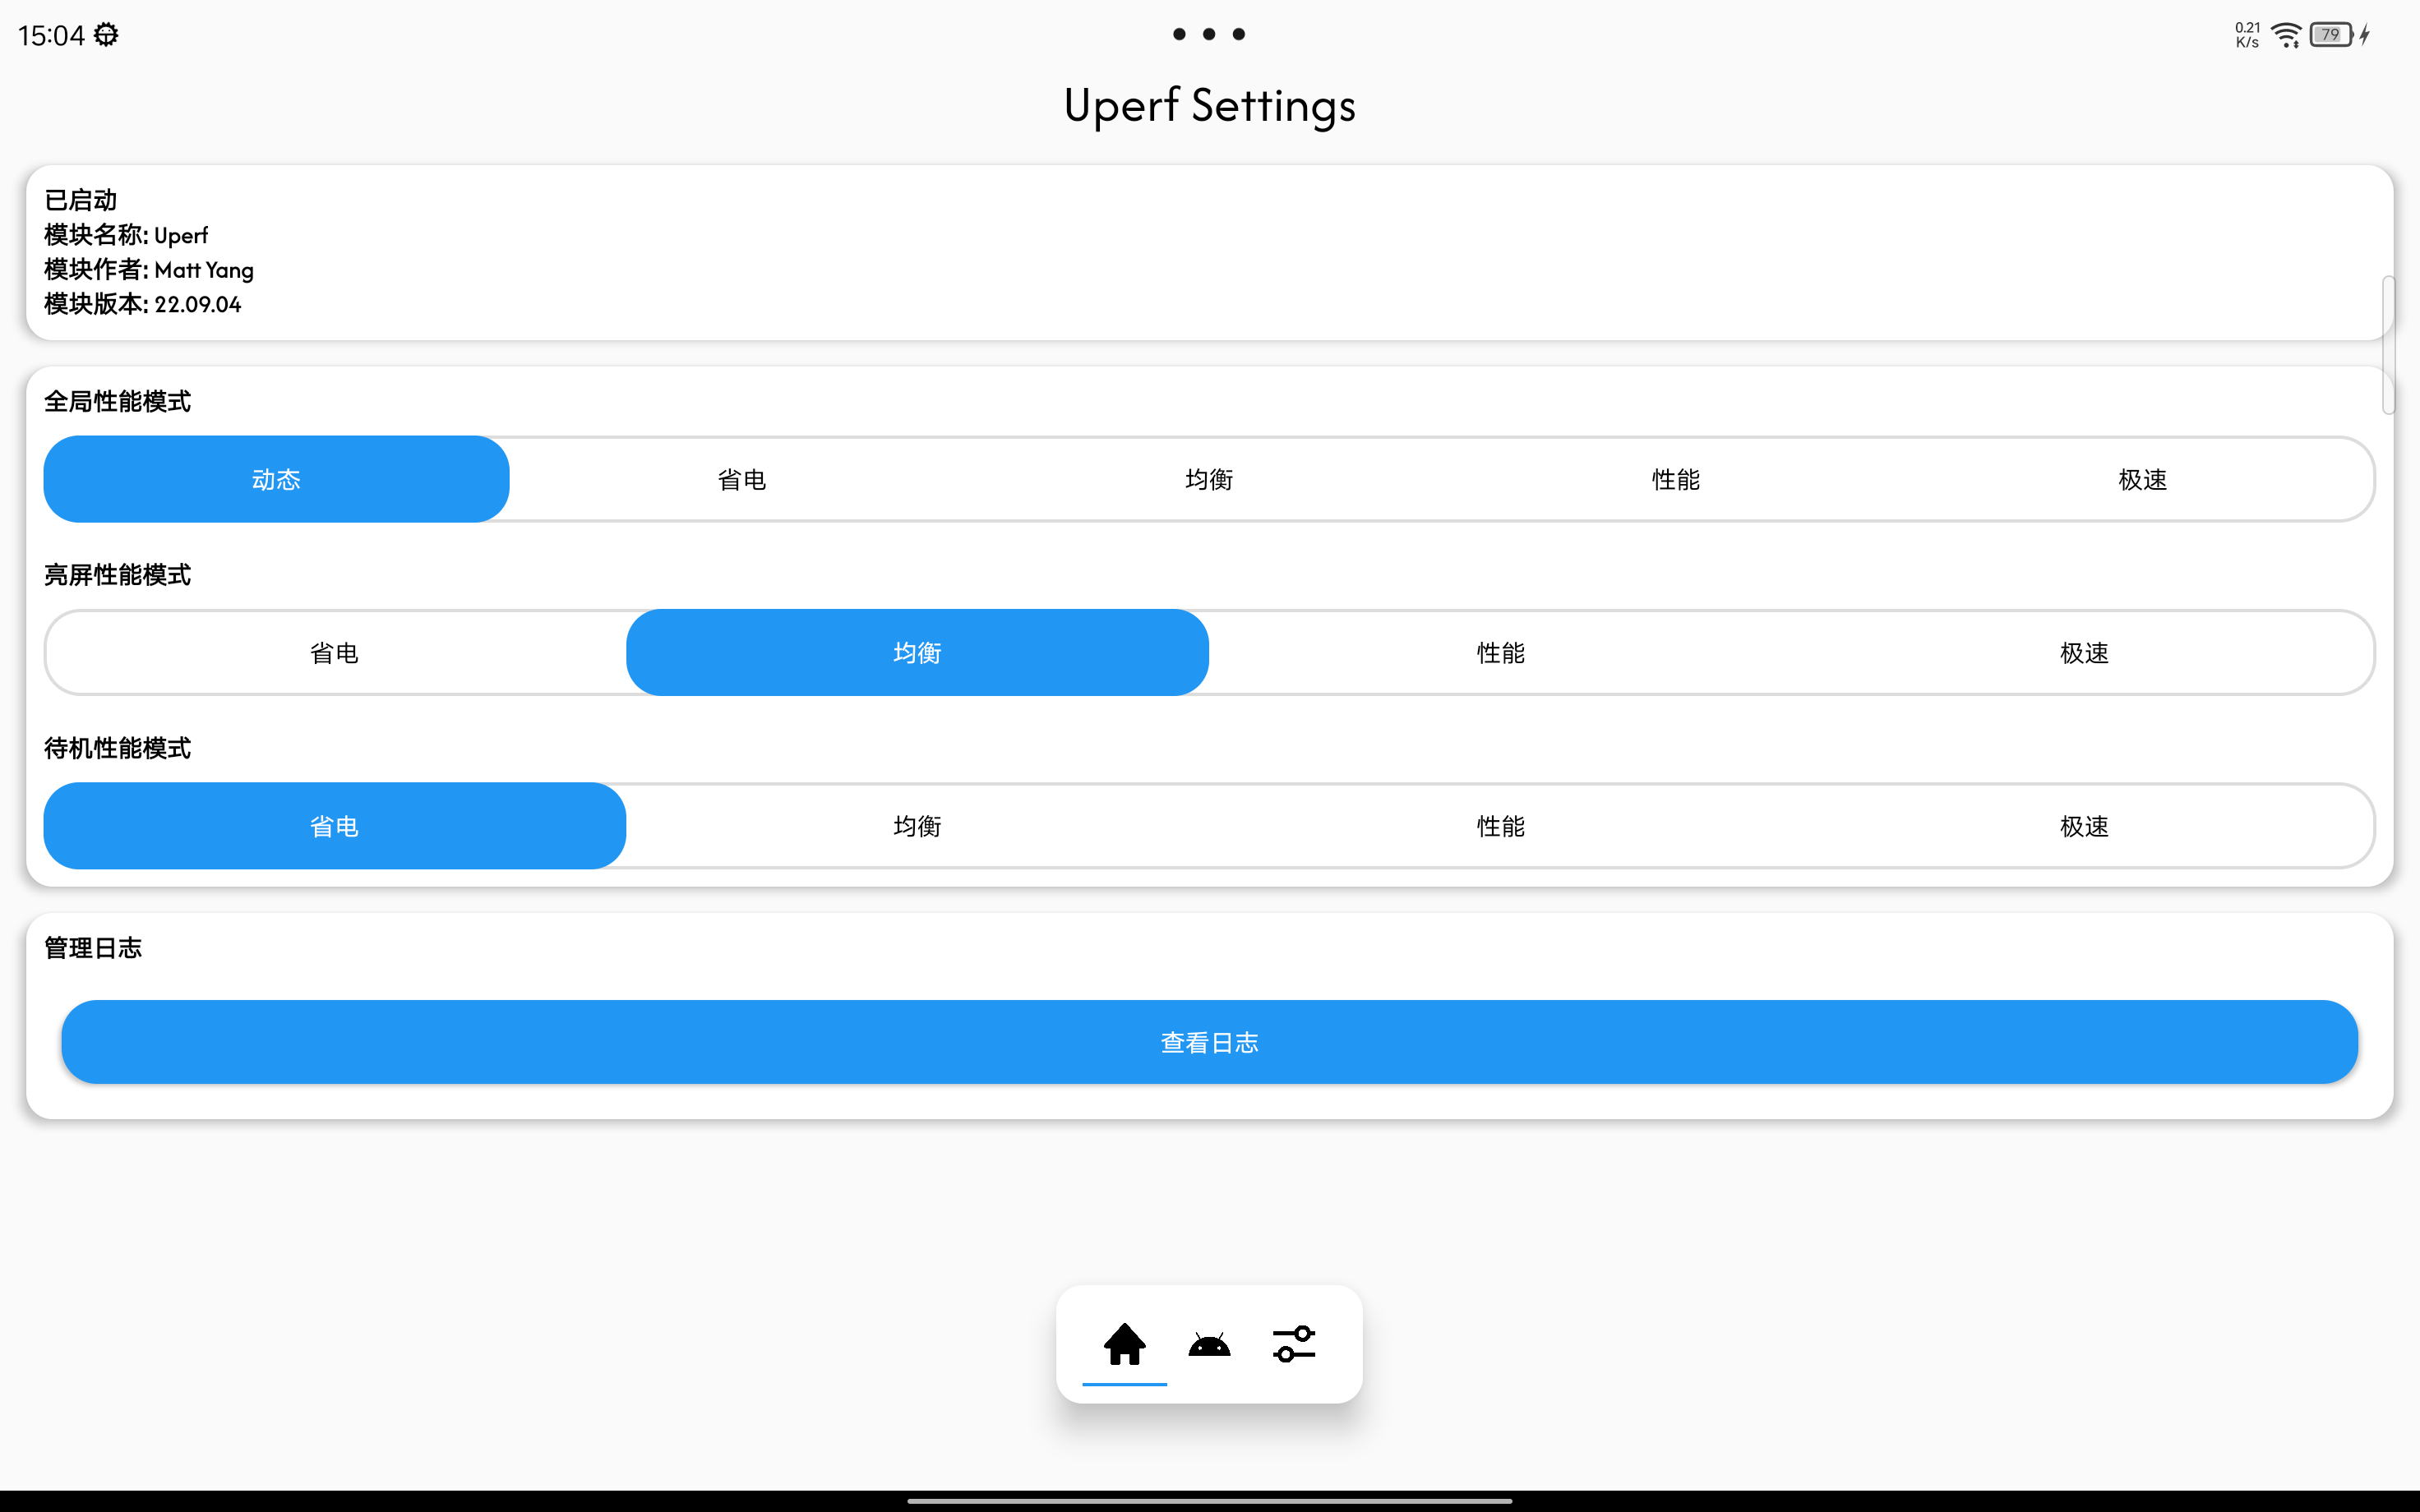 15:04
0.21
K/s
79
Uperf Settings
已启动
模块名称: Uperf
模块作者: Matt Yang
模块版本: 22.09.04
全局性能模式
动态 省电 均衡 性能 极速
亮屏性能模式
省电 均衡 性能 极速
待机性能模式
省电 均衡 性能 极速
管理日志
查看日志